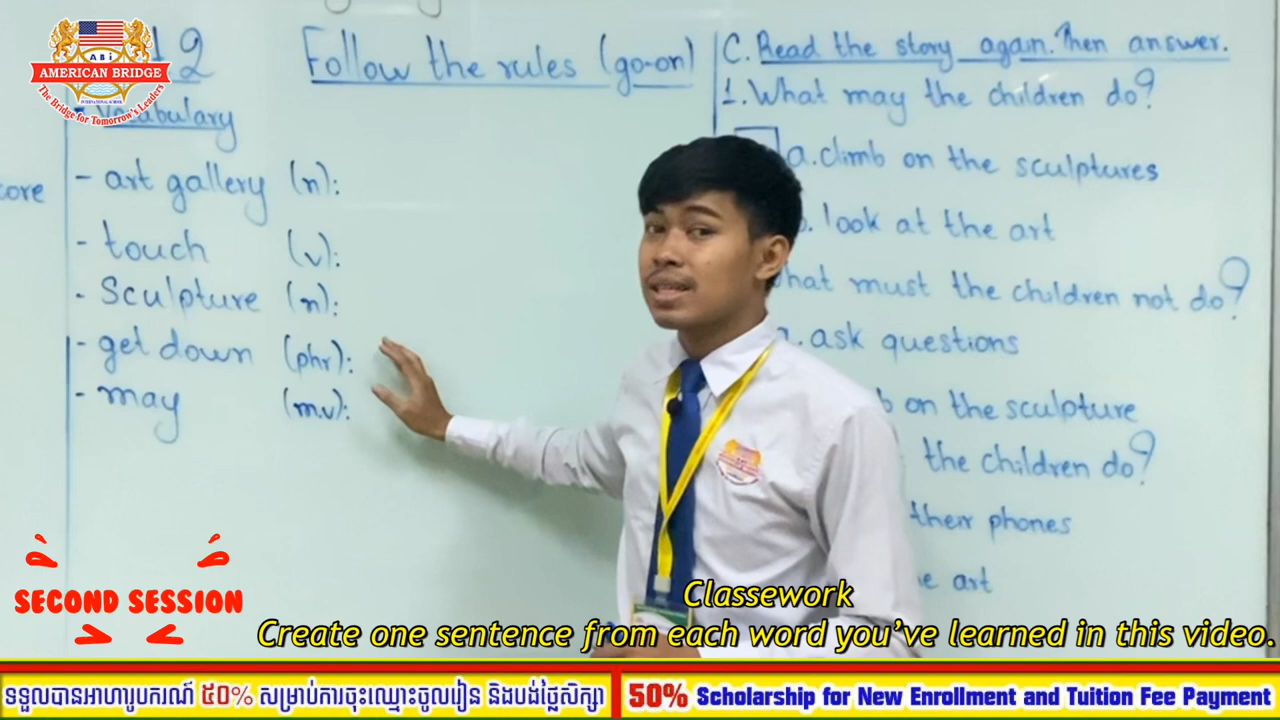 ABi
AMERICAN BRIDGE
INTERNATIONAL SCHOOL
The Bridge for Tomorrow's Leaders
12
Follow the rules (go-on)
- Vocabulary
core
- art gallery (n):
- touch (v):
- Sculpture (n):
- get down (phr):
- may (m.v):
C. Read the story again. Then answer.
1. What may the children do?
a. climb on the sculptures
b. look at the art
hat must the children not do?
a. ask questions
b on the sculpture
the children do?
their phones
e art
SECOND SESSION
Classework
Create one sentence from each word you've learned in this video.
ទទួលបានអាហារូបករណ៍ ៥០% សម្រាប់ការចុះឈ្មោះចូលរៀន និងបង់ថ្លៃសិក្សា
50% Scholarship for New Enrollment and Tuition Fee Payment